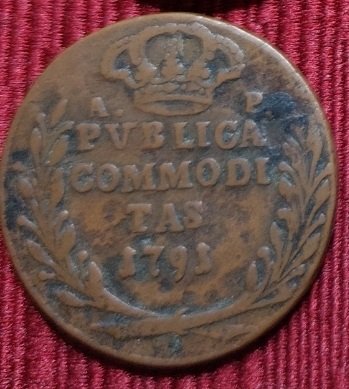 A. P
PVBLICA
COMMODI
TAS
1791